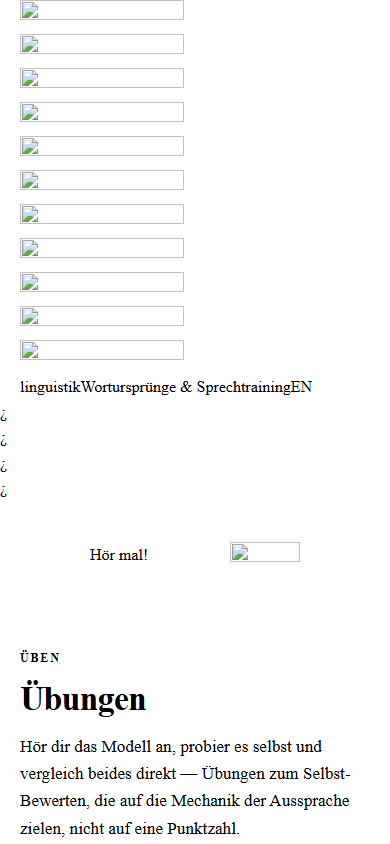 linguistikWortursprünge & SprechtrainingEN
¿
¿
¿
¿
Hör mal!
ÜBEN
Übungen
Hör dir das Modell an, probier es selbst und
vergleich beides direkt — Übungen zum Selbst-
Bewerten, die auf die Mechanik der Aussprache
zielen, nicht auf eine Punktzahl.